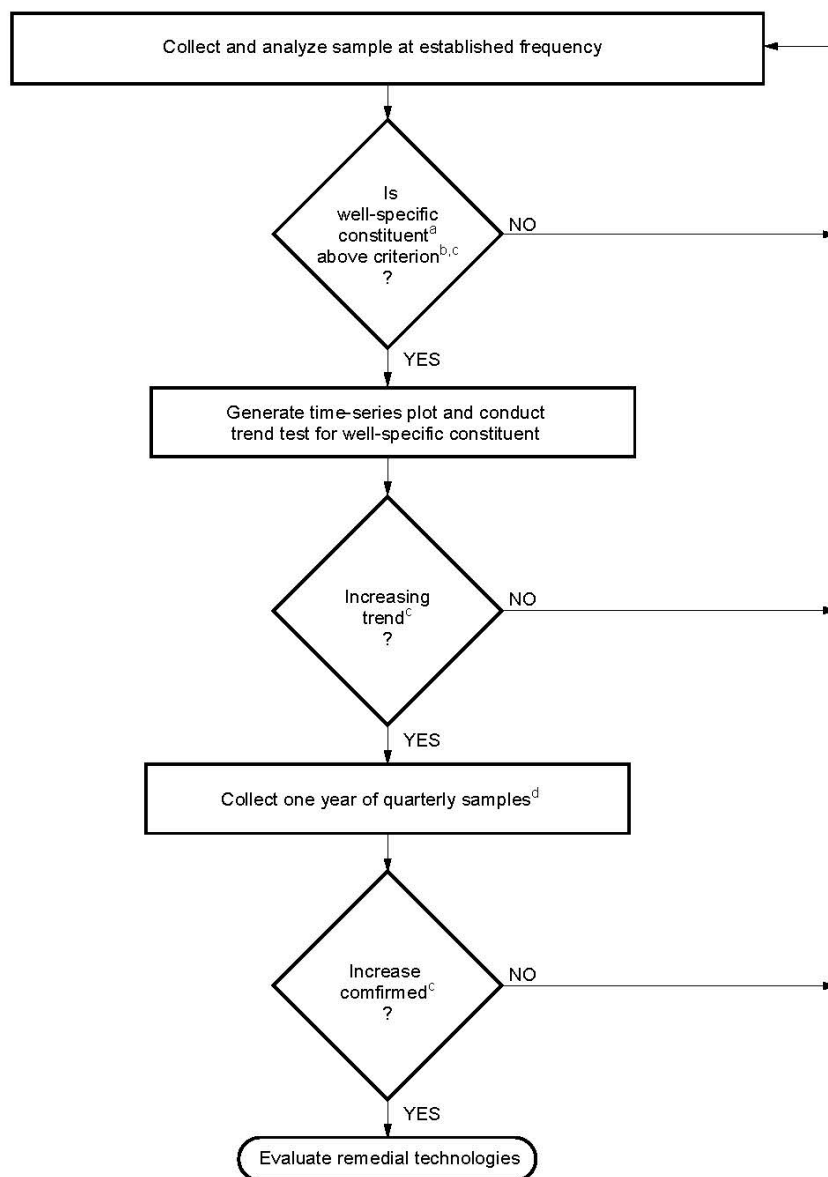 Collect and analyze sample at established frequency
Is
well-specific
constituentᵃ
above criterionᵇ,ᶜ
?
NO
YES
Generate time-series plot and conduct
trend test for well-specific constituent
Increasing
trendᶜ
?
NO
YES
Collect one year of quarterly samplesᵈ
Increase
comfirmedᶜ
?
NO
YES
Evaluate remedial technologies